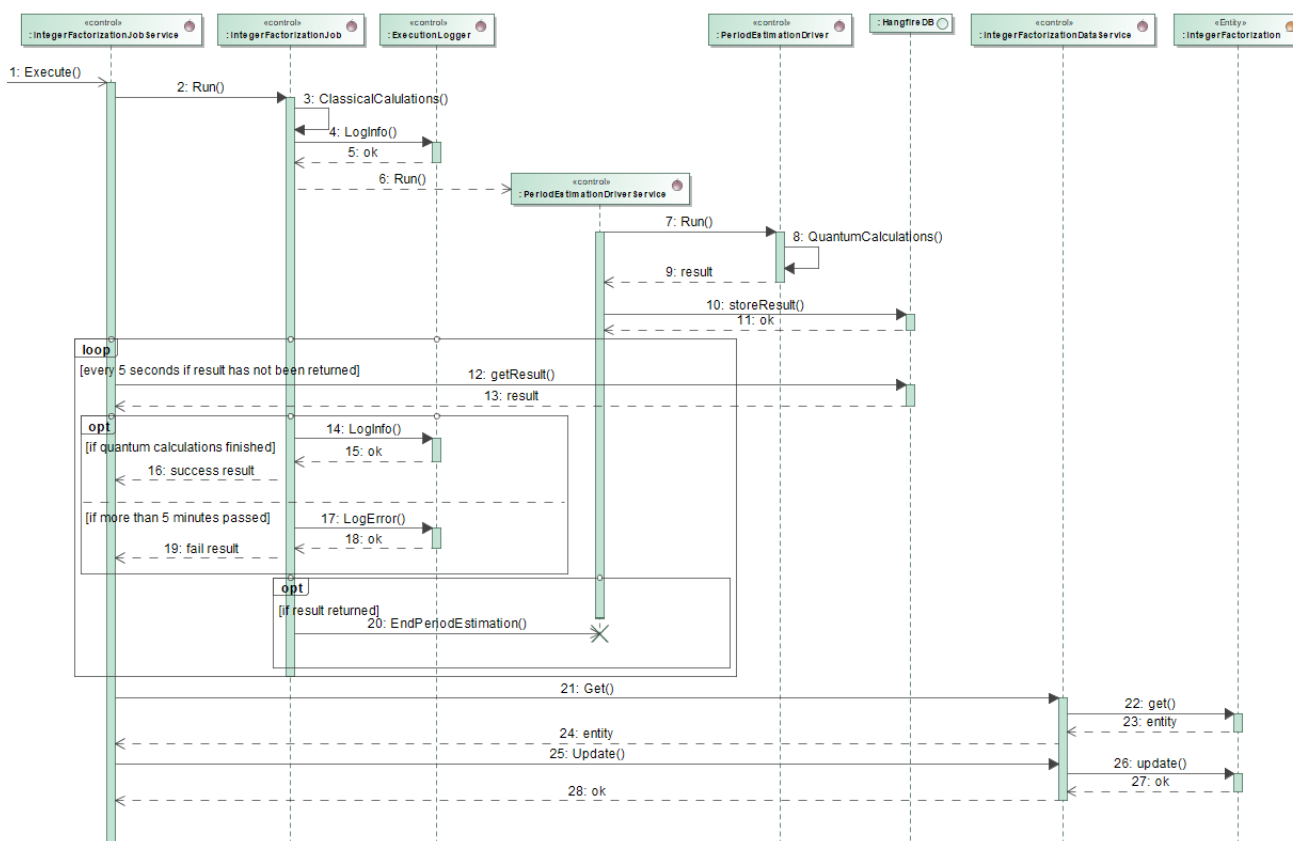 «control»
: IntegerFactorizationJobService
«control»
: IntegerFactorizationJob
«control»
: ExecutionLogger
«control»
: PeriodEstimationDriver
: HangfireDB
«control»
: IntegerFactorizationDataService
«Entity»
: IntegerFactorization
1: Execute()
2: Run()
3: ClassicalCalulations()
4: LogInfo()
5: ok
6: Run()
«control»
: PeriodEstimationDriverService
7: Run()
8: QuantumCalculations()
9: result
10: storeResult()
11: ok
loop
[every 5 seconds if result has not been returned]
12: getResult()
13: result
opt
14: LogInfo()
[if quantum calculations finished]
15: ok
16: success result
[if more than 5 minutes passed]
17: LogError()
18: ok
19: fail result
opt
[if result returned]
20: EndPeriodEstimation()
21: Get()
22: get()
23: entity
24: entity
25: Update()
26: update()
27: ok
28: ok